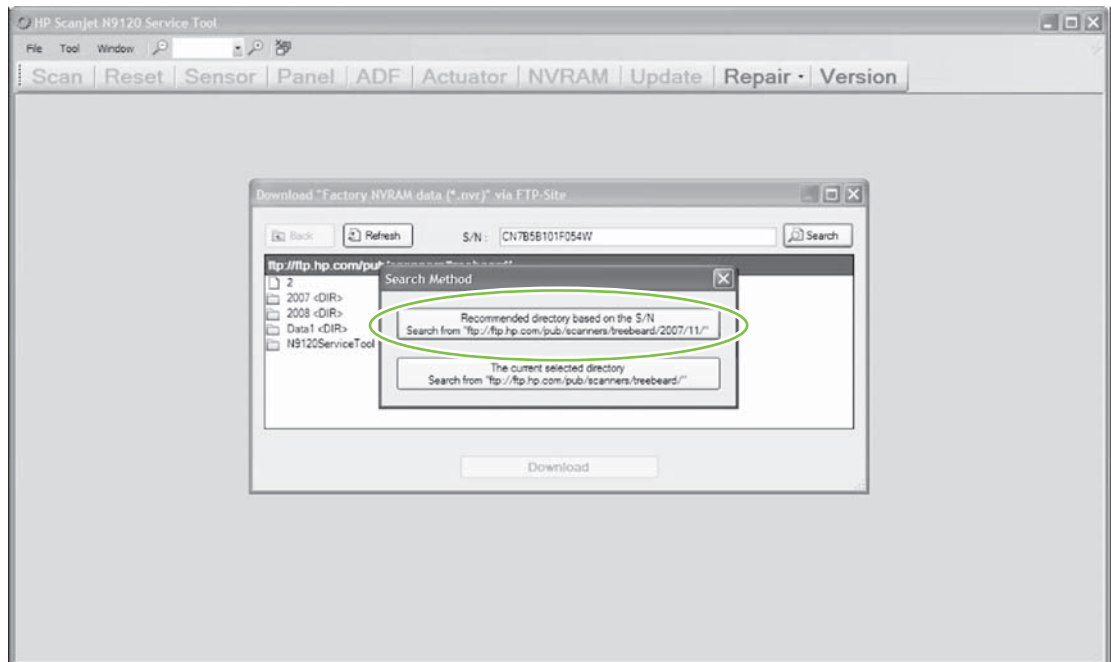 HP Scanjet N9120 Service Tool
File Tool Window
Scan Reset Sensor Panel ADF Actuator NVRAM Update Repair Version
Download "Factory NVRAM data (*.nvr)" via FTP-Site
Back Refresh S/N : CN7B5B101F054W Search
ftp://ftp.hp.com/pub/
2
2007 <DIR>
2008 <DIR>
Data1 <DIR>
N9120ServiceTool
Search Method
Recommended directory based on the S/N
Search from "ftp://ftp.hp.com/pub/scanners/treebeard/2007/11/"
The current selected directory
Search from "ftp://ftp.hp.com/pub/scanners/treebeard/"
Download